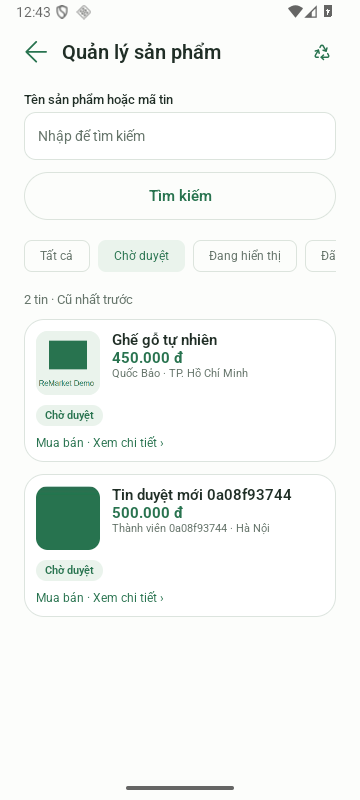 12:43
Quản lý sản phẩm
Tên sản phẩm hoặc mã tin
Nhập để tìm kiếm
Tìm kiếm
Tất cả
Chờ duyệt
Đang hiển thị
Đã
2 tin · Cũ nhất trước
ReMarket Demo
Ghế gỗ tự nhiên
450.000 đ
Quốc Bảo · TP. Hồ Chí Minh
Chờ duyệt
Mua bán · Xem chi tiết ›
Tin duyệt mới 0a08f93744
500.000 đ
Thành viên 0a08f93744 · Hà Nội
Chờ duyệt
Mua bán · Xem chi tiết ›